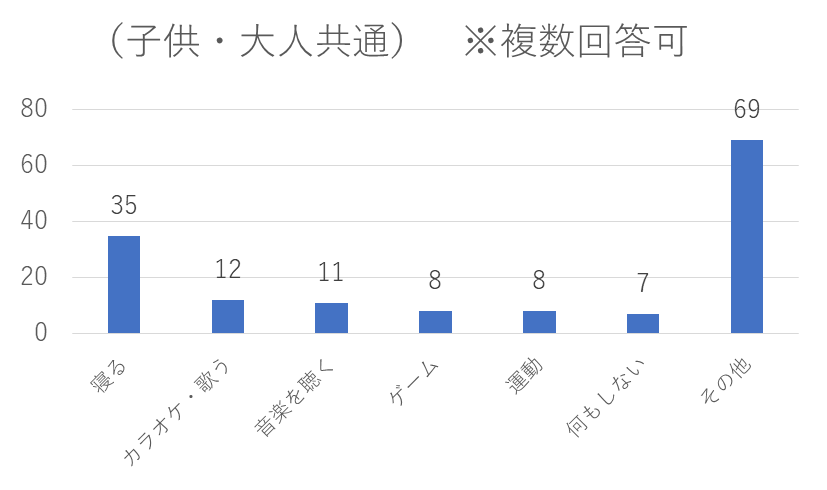 （子供・大人共通）　※複数回答可
80
60
40
20
0
35
12
11
8
8
7
69
寝る
カラオケ・歌う
音楽を聴く
ゲーム
運動
何もしない
その他